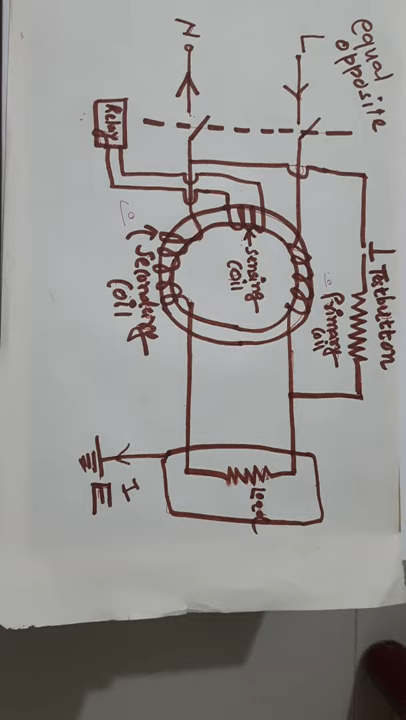 equal
opposite
N
L
Relay
sensing
coil
Secondary
Coil
Testbutton
Primary
Coil
Load
I
E